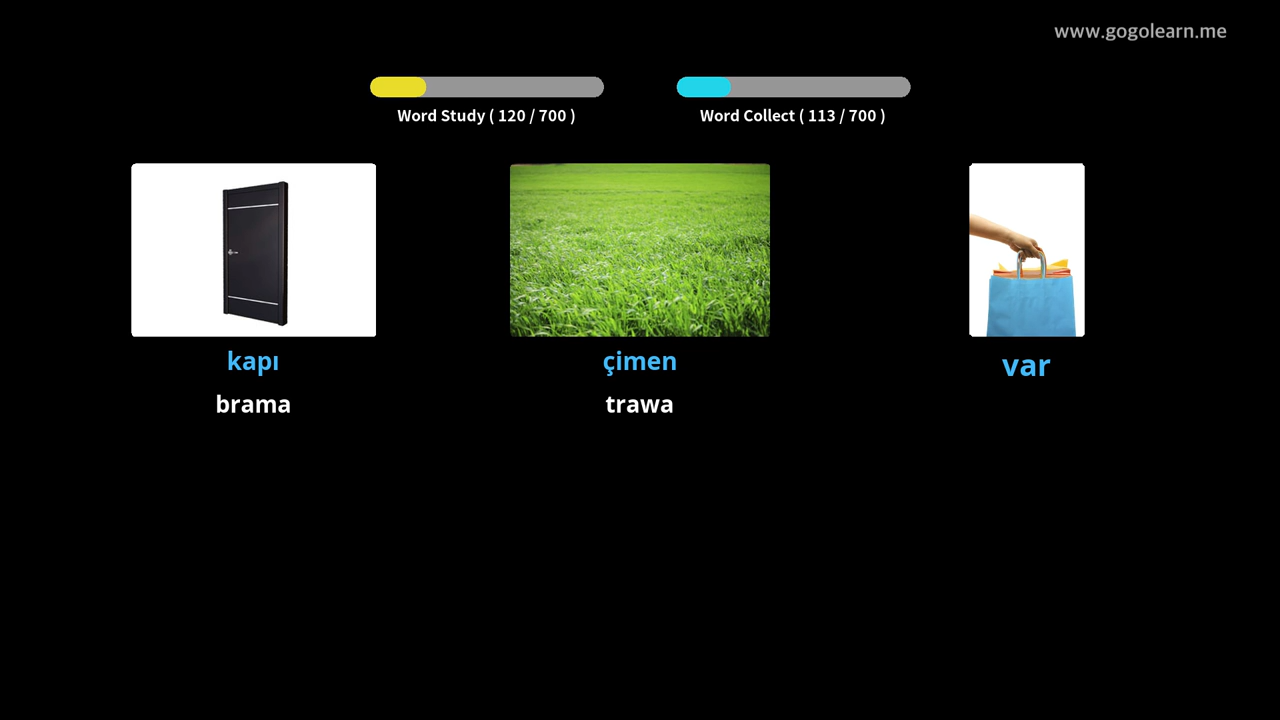 www.gogolearn.me
Word Study ( 120 / 700 )
Word Collect ( 113 / 700 )
kapı
brama
çimen
trawa
var